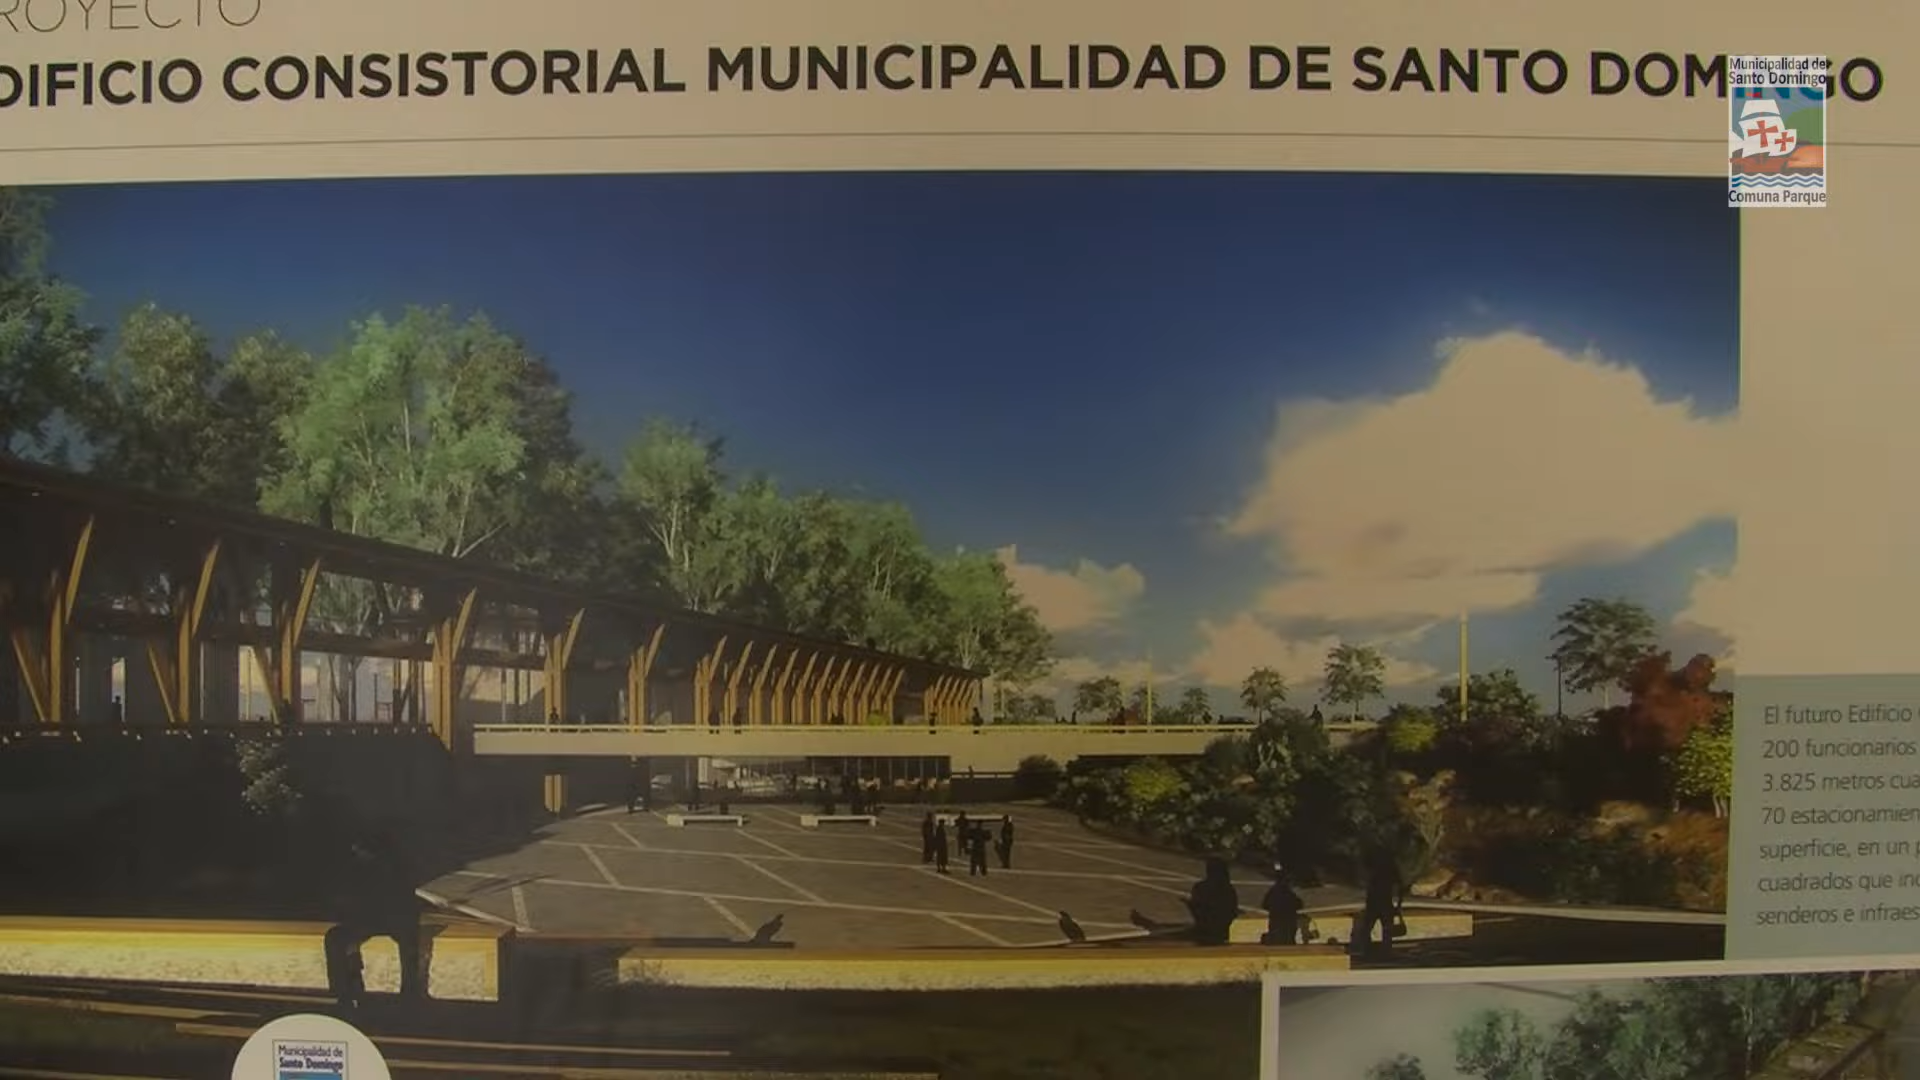 ROYECTO
DIFICIO CONSISTORIAL MUNICIPALIDAD DE SANTO DOMINGO
Municipalidad de
Santo Domingo
Comuna Parque
El futuro Edificio
200 funcionarios
3.825 metros cua
70 estacionamien
superficie, en un p
cuadrados que inc
senderos e infraes
Municipalidad de
Santo Domingo